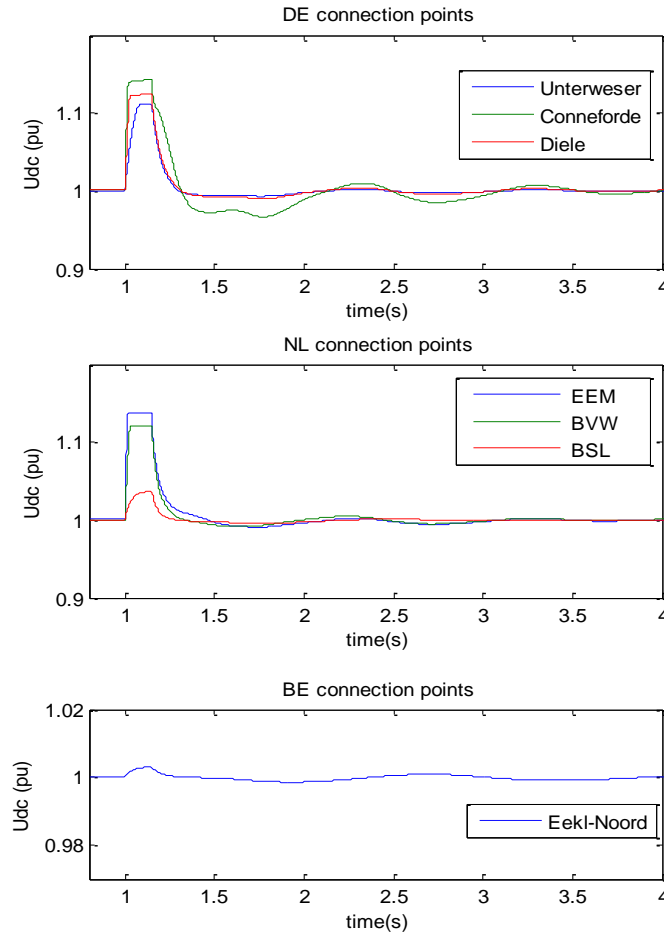 DE connection points
Udc (pu)
1.1
1
0.9
Unterweser
Conneforde
Diele
1 1.5 2 2.5 3 3.5 4
time(s)
NL connection points
Udc (pu)
1.1
1
0.9
EEM
BVW
BSL
1 1.5 2 2.5 3 3.5 4
time(s)
BE connection points
Udc (pu)
1.02
1
0.98
Eekl-Noord
1 1.5 2 2.5 3 3.5 4
time(s)